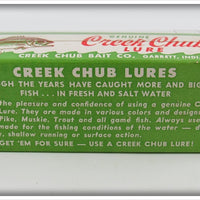 GENUINE
Creek Chub
LURE
CREEK CHUB BAIT CO. GARRETT, IND
CREEK CHUB LURES
GH THE YEARS HAVE CAUGHT MORE AND BIG
FISH . . . IN FRESH AND SALT WATER
the pleasure and confidence of using a genuine C
Lure. They are made in various colors and design
Pike, Muskie, Trout and all game fish. Always use
made for the fishing conditions of the water — d
y, shallow running or surface action.
GET 'EM FOR SURE — USE A CREEK CHUB LURE!